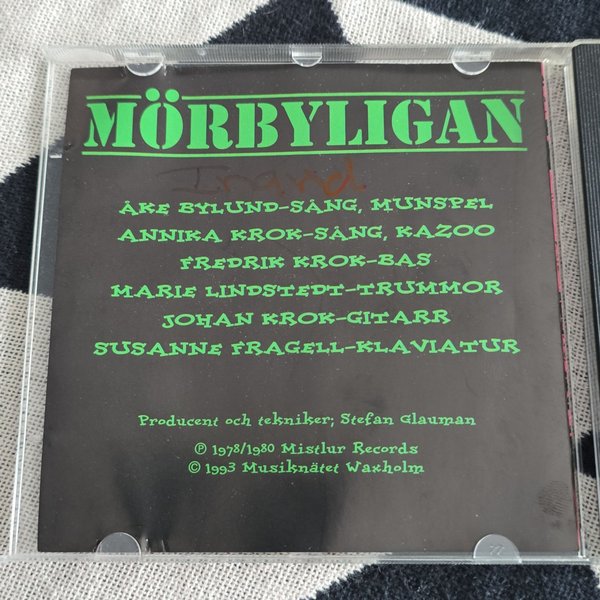 MÖRBYLIGAN
Ingrid
ÅKE BYLUND-SÅNG, MUNSPEL
ANNIKA KROK-SÅNG, KAZOO
FREDRIK KROK-BAS
MARIE LINDSTEDT-TRUMMOR
JOHAN KROK-GITARR
SUSANNE FRAGELL-KLAVIATUR
Producent och tekniker; Stefan Glauman
℗ 1978/1980 Mistlur Records
© 1993 Musiknätet Waxholm